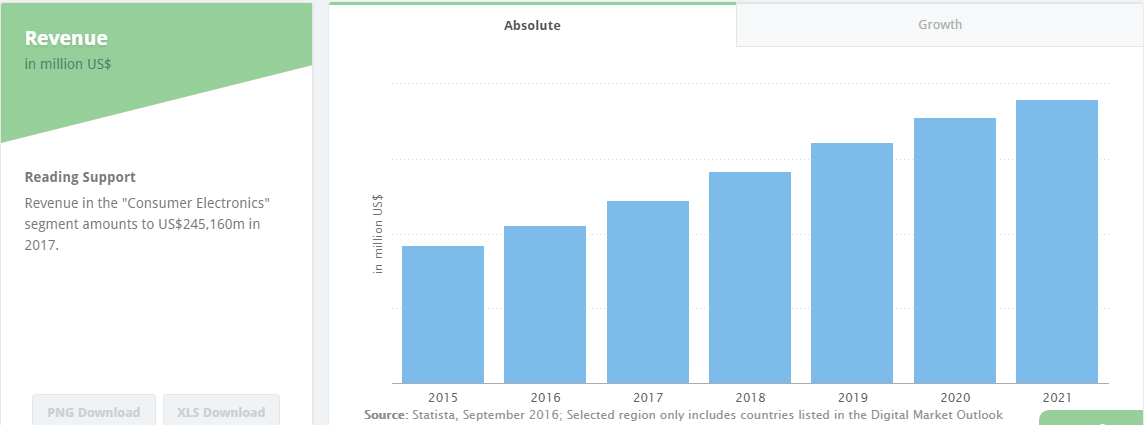 Revenue
in million US$
Reading Support
Revenue in the "Consumer Electronics"
segment amounts to US$245,160m in
2017.
PNG Download
XLS Download
Absolute
Growth
in million US$
2015
2016
2017
2018
2019
2020
2021
Source: Statista, September 2016; Selected region only includes countries listed in the Digital Market Outlook